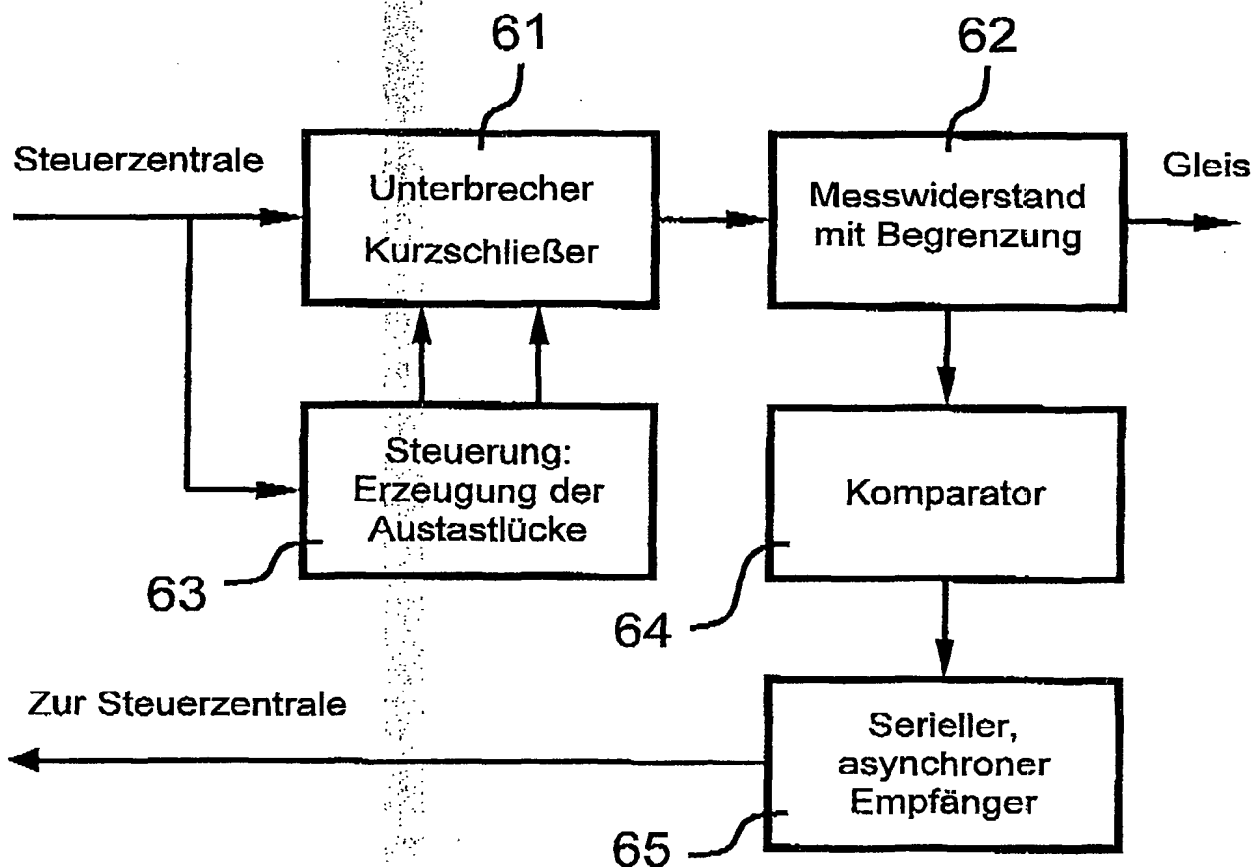 61
62
Steuerzentrale
Unterbrecher
Kurzschließer
Messwiderstand
mit Begrenzung
Gleis
Steuerung:
Erzeugung der
Austastlücke
63
Komparator
64
Zur Steuerzentrale
Serieller,
asynchroner
Empfänger
65